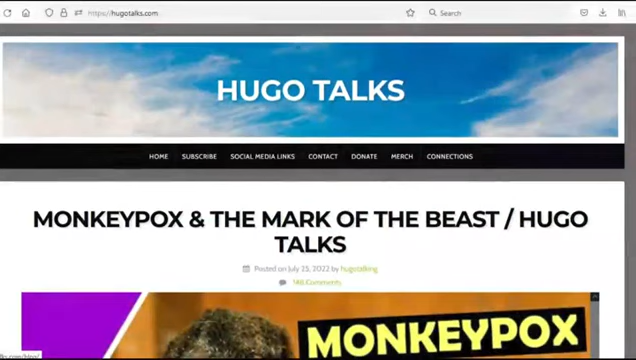 https://hugotalks.com
Search
HUGO TALKS
HOME SUBSCRIBE SOCIAL MEDIA LINKS CONTACT DONATE MERCH CONNECTIONS
MONKEYPOX & THE MARK OF THE BEAST / HUGO
TALKS
Posted on July 25, 2022 by hugotalking
Comments
MONKEYPOX